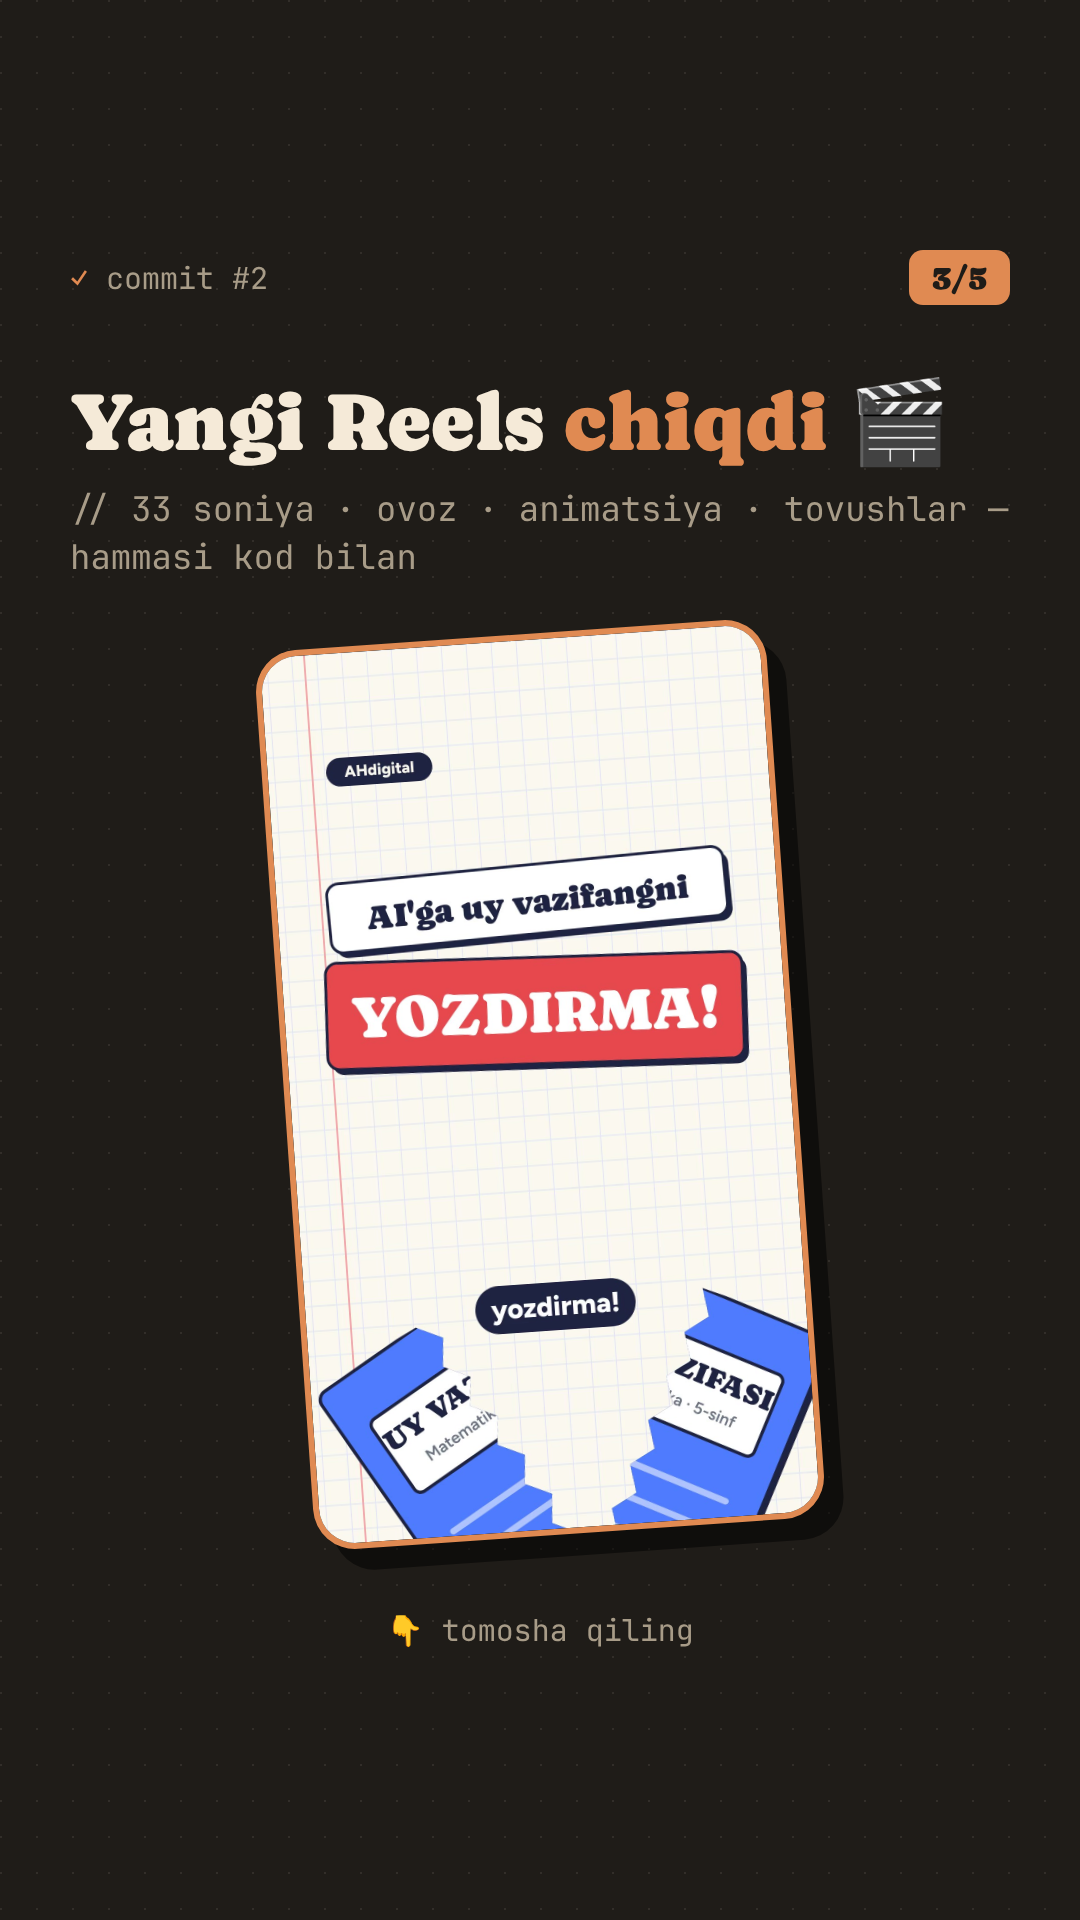 ✓ commit #2
3/5
Yangi Reels chiqdi 🎬
// 33 soniya · ovoz · animatsiya · tovushlar —
hammasi kod bilan
AHdigital
AI'ga uy vazifangni
YOZDIRMA!
yozdirma!
UY VA
Matematik
ZIFASI
ka · 5-sinf
👇 tomosha qiling